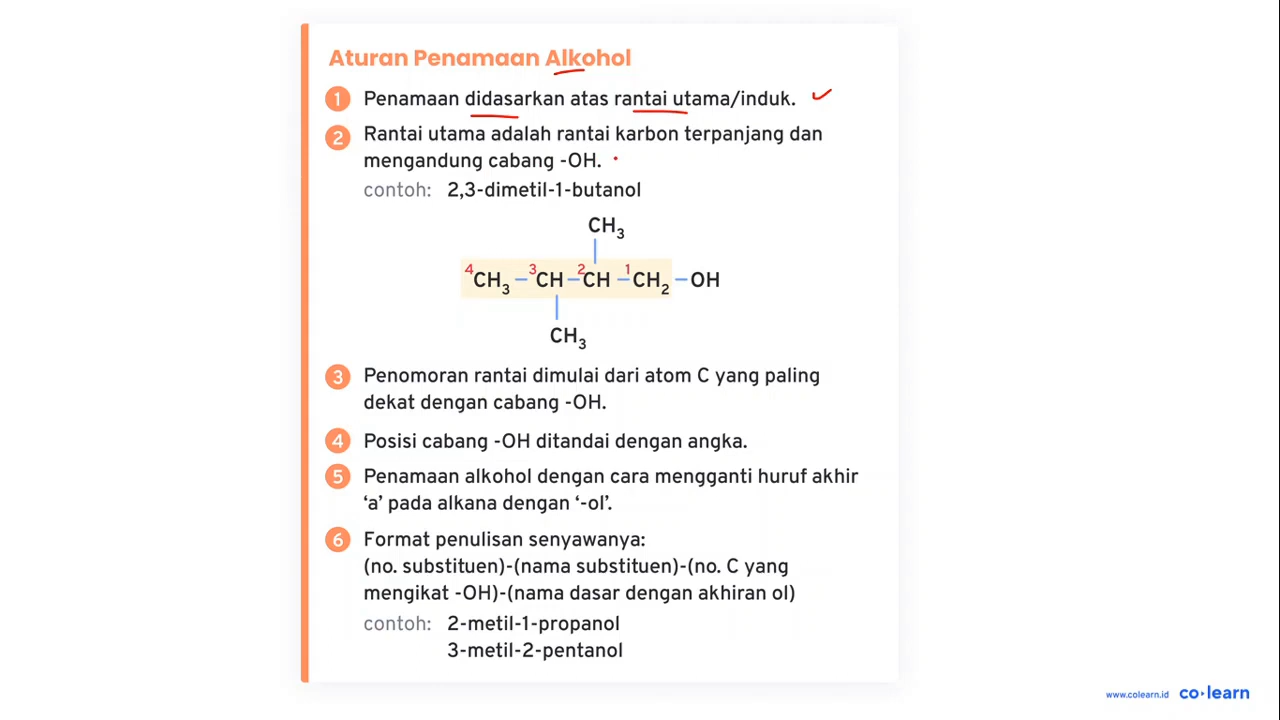 Aturan Penamaan Alkohol
1 Penamaan didasarkan atas rantai utama/induk.
2 Rantai utama adalah rantai karbon terpanjang dan
mengandung cabang -OH.
contoh: 2,3-dimetil-1-butanol
CH3
4CH3 – 3CH – 2CH – 1CH2 – OH
CH3
3 Penomoran rantai dimulai dari atom C yang paling
dekat dengan cabang -OH.
4 Posisi cabang -OH ditandai dengan angka.
5 Penamaan alkohol dengan cara mengganti huruf akhir
‘a’ pada alkana dengan ‘-ol’.
6 Format penulisan senyawanya:
(no. substituen)-(nama substituen)-(no. C yang
mengikat -OH)-(nama dasar dengan akhiran ol)
contoh: 2-metil-1-propanol
3-metil-2-pentanol
www.colearn.id co·learn